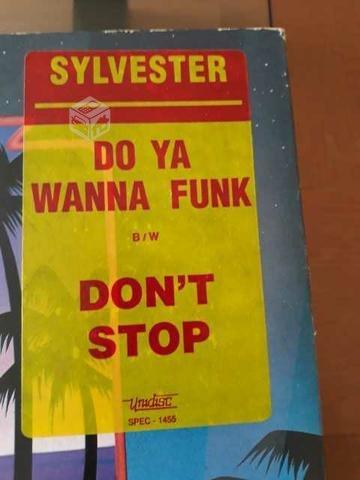 SYLVESTER
DO YA
WANNA FUNK
B/W
DON'T
STOP
Unidisc
SPEC - 1455